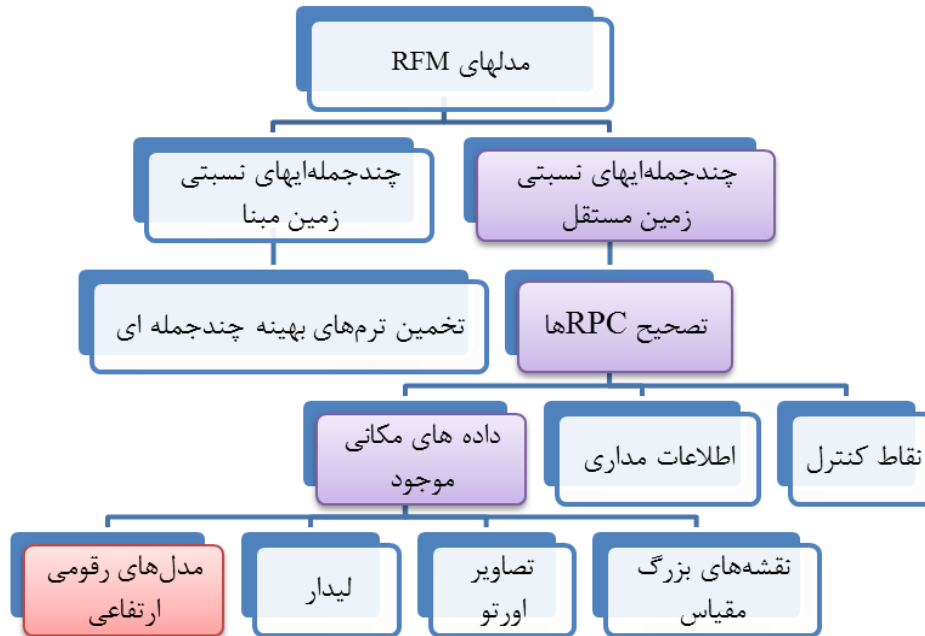 مدلهای RFM
چندجمله‌ایهای نسبتی
زمین مستقل
چندجمله‌ایهای نسبتی
زمین مبنا
تصحیح RPCها
تخمین ترم‌های بهینه چندجمله ای
نقاط کنترل
اطلاعات مداری
داده های مکانی
موجود
نقشه‌های بزرگ
مقیاس
تصاویر
اورتو
لیدار
مدل‌های رقومی
ارتفاعی